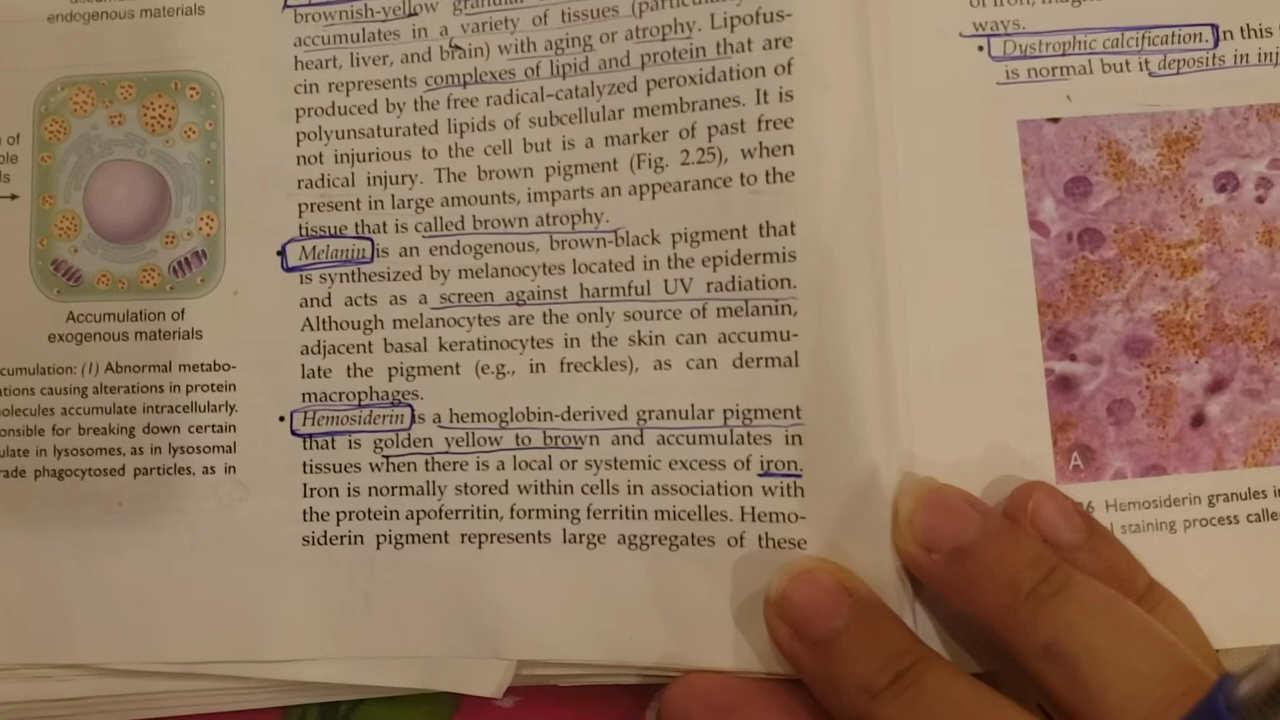 endogenous materials
Accumulation of
exogenous materials
cumulation: (1) Abnormal metabo-
ations causing alterations in protein
olecules accumulate intracellularly.
onsible for breaking down certain
ulate in lysosomes, as in lysosomal
rade phagocytosed particles, as in
brownish-yellow
accumulates in a variety of tissues
heart, liver, and brain) with aging or atrophy. Lipofus-
cin represents complexes of lipid and protein that are
produced by the free radical–catalyzed peroxidation of
polyunsaturated lipids of subcellular membranes. It is
not injurious to the cell but is a marker of past free
radical injury. The brown pigment (Fig. 2.25), when
present in large amounts, imparts an appearance to the
tissue that is called brown atrophy.
• Melanin is an endogenous, brown-black pigment that
is synthesized by melanocytes located in the epidermis
and acts as a screen against harmful UV radiation.
Although melanocytes are the only source of melanin,
adjacent basal keratinocytes in the skin can accumu-
late the pigment (e.g., in freckles), as can dermal
macrophages.
• Hemosiderin is a hemoglobin-derived granular pigment
that is golden yellow to brown and accumulates in
tissues when there is a local or systemic excess of iron.
Iron is normally stored within cells in association with
the protein apoferritin, forming ferritin micelles. Hemo-
siderin pigment represents large aggregates of these
ways.
• Dystrophic calcification. In this
is normal but it deposits in inj
A
6 Hemosiderin granules i
l staining process calle